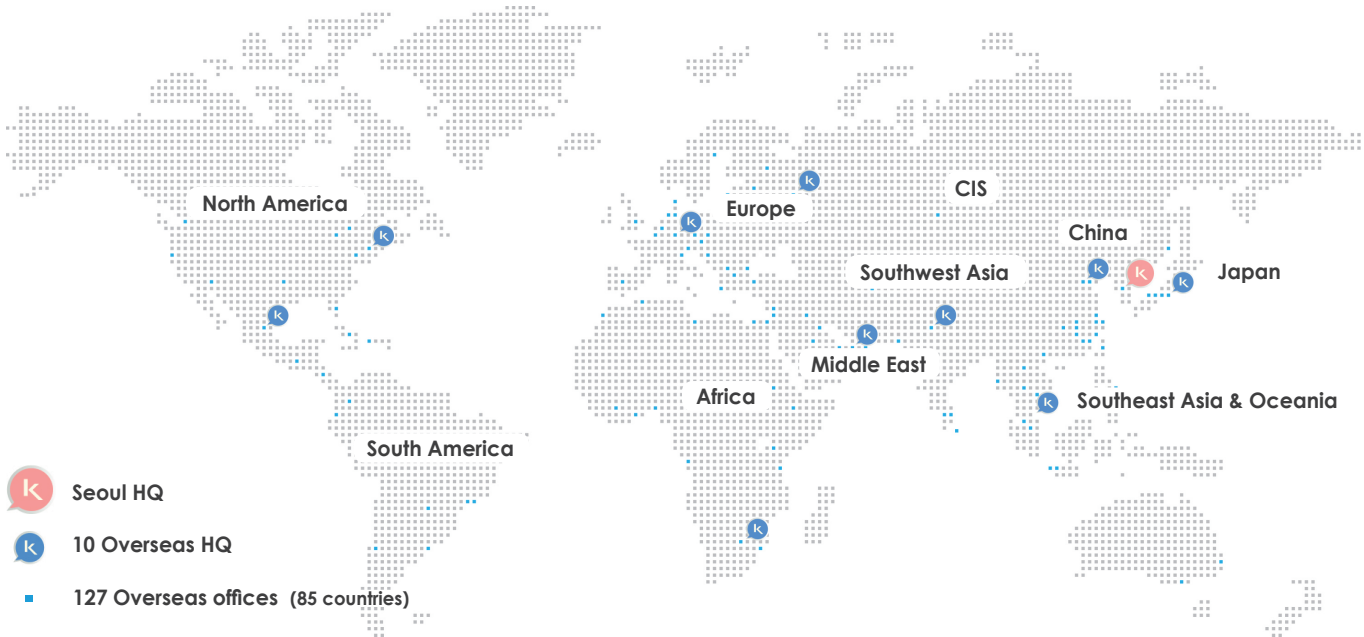 CIS
North America
Europe
China
Southwest Asia
Japan
Middle East
Africa
Southeast Asia & Oceania
South America
Seoul HQ
10 Overseas HQ
127 Overseas offices (85 countries)